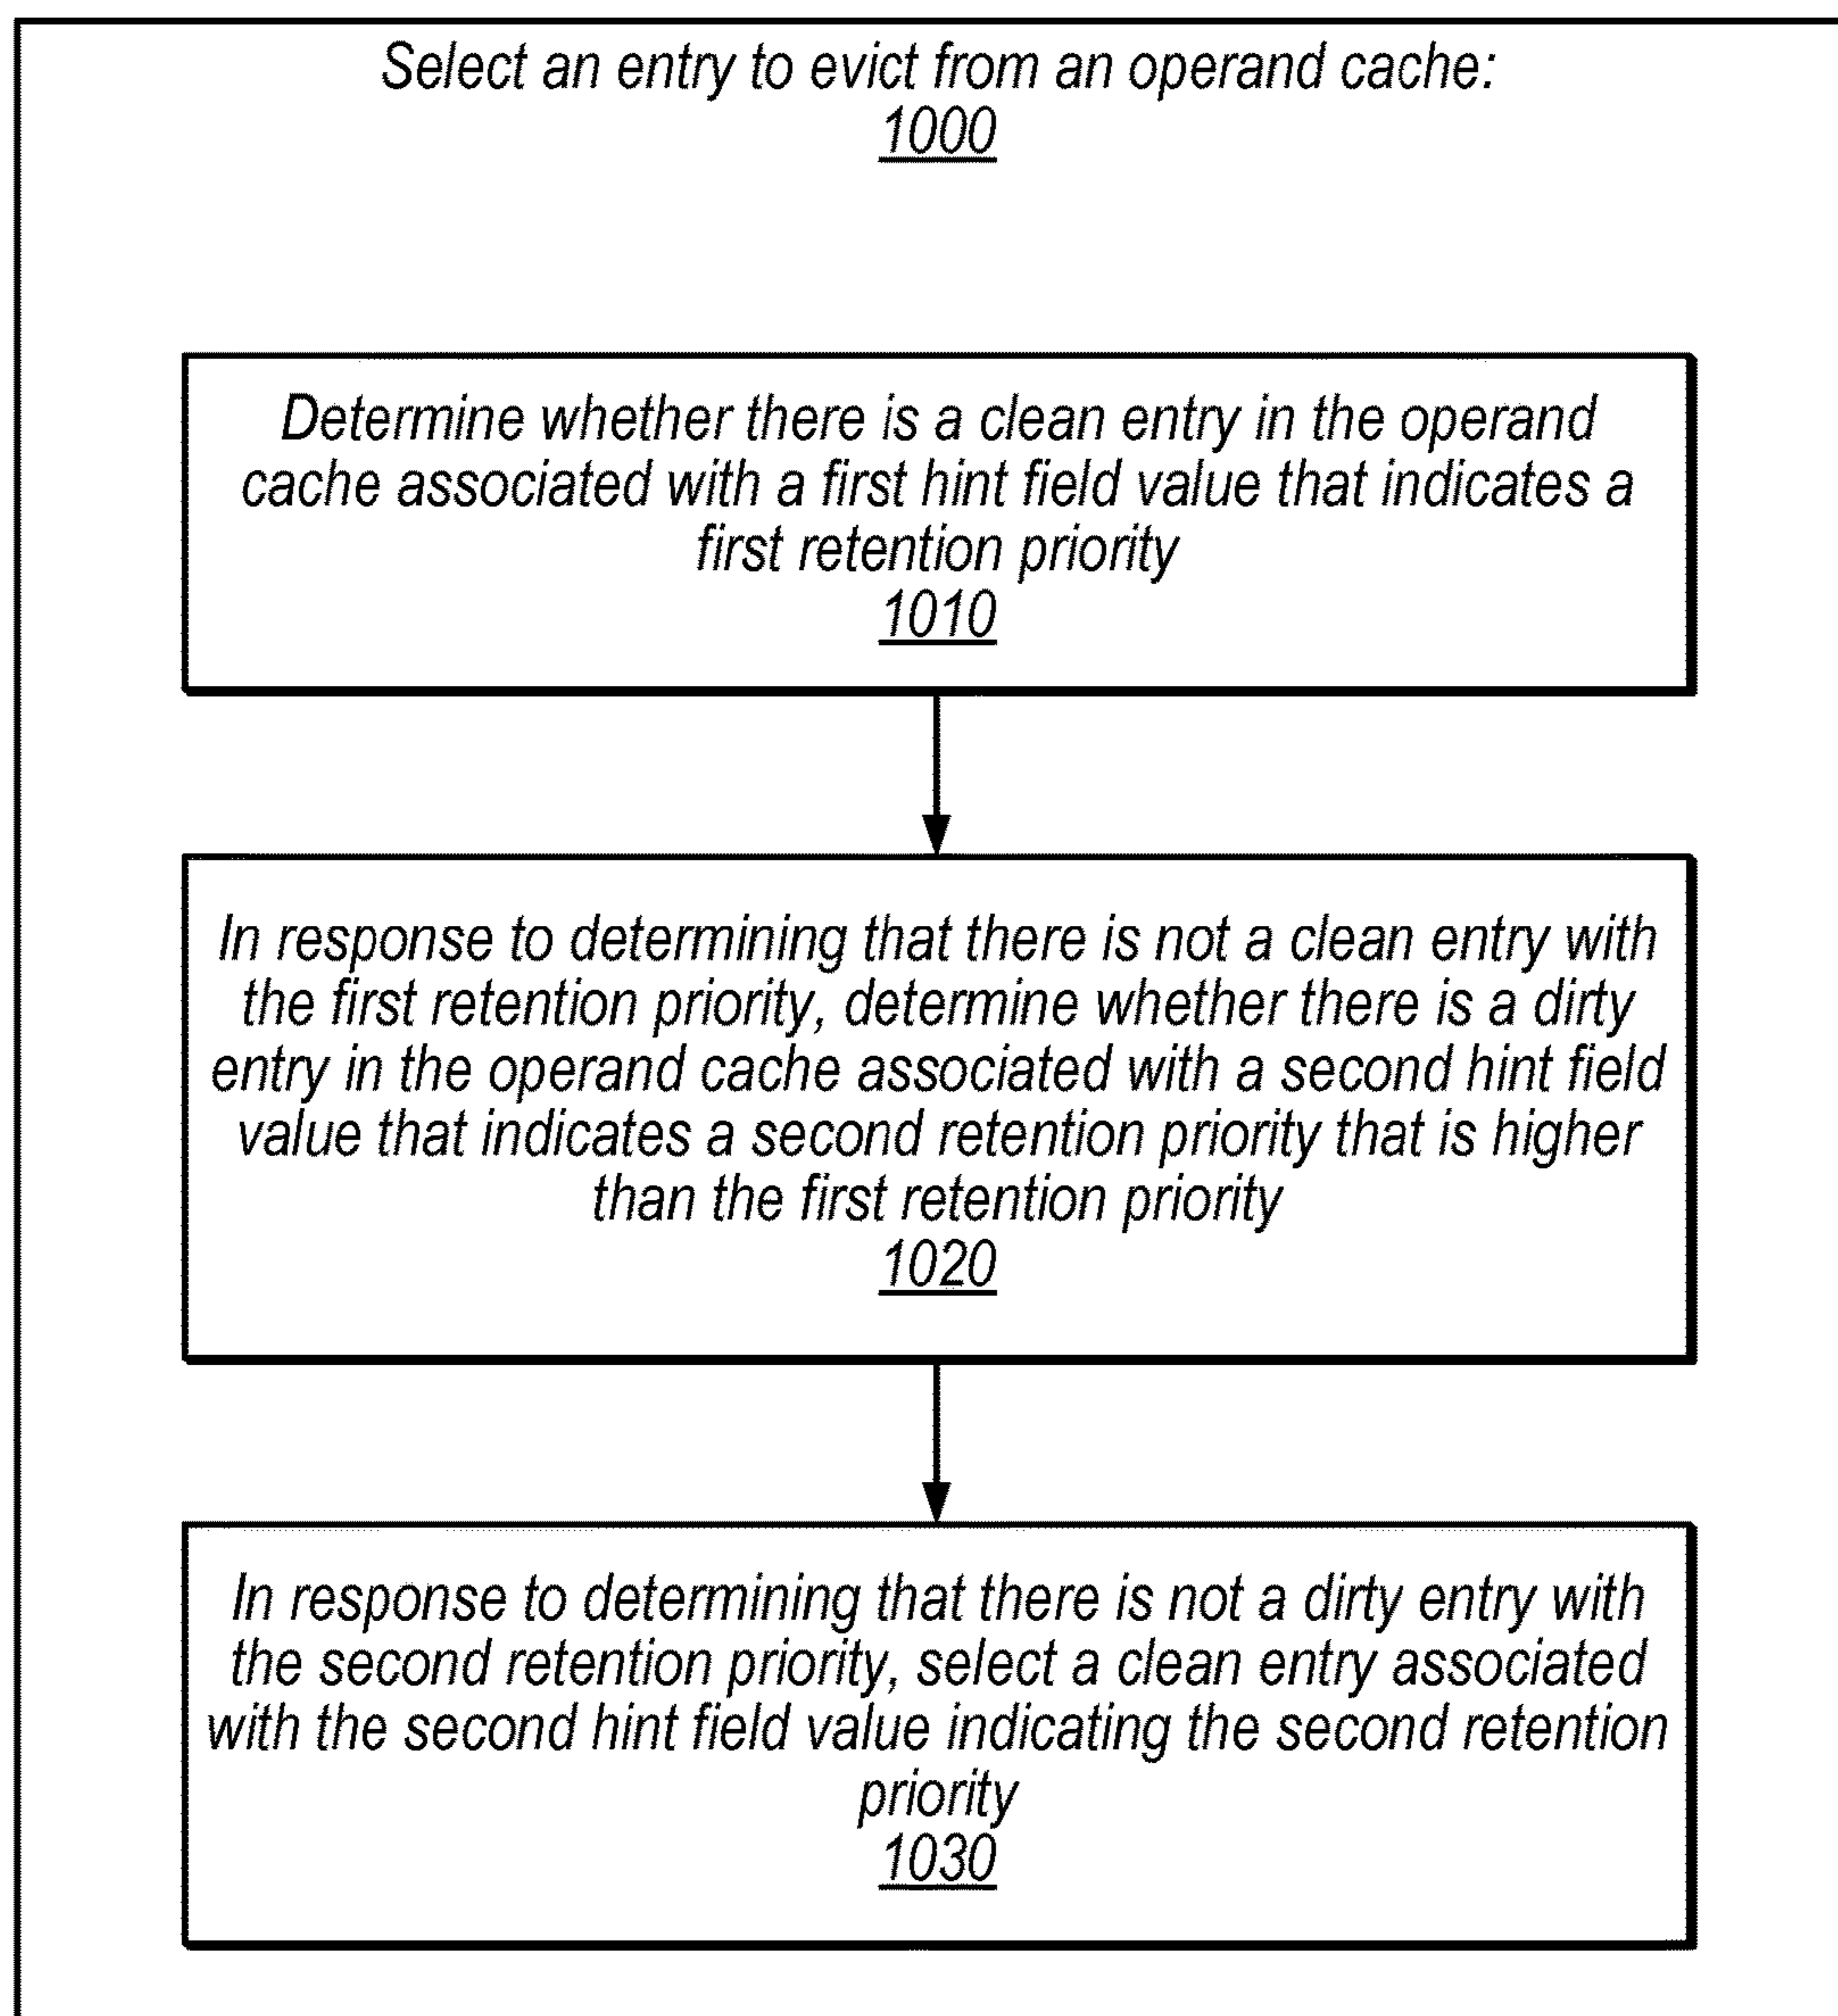 Select an entry to evict from an operand cache:
1000
Determine whether there is a clean entry in the operand
cache associated with a first hint field value that indicates a
first retention priority
1010
In response to determining that there is not a clean entry with
the first retention priority, determine whether there is a dirty
entry in the operand cache associated with a second hint field
value that indicates a second retention priority that is higher
than the first retention priority
1020
In response to determining that there is not a dirty entry with
the second retention priority, select a clean entry associated
with the second hint field value indicating the second retention
priority
1030